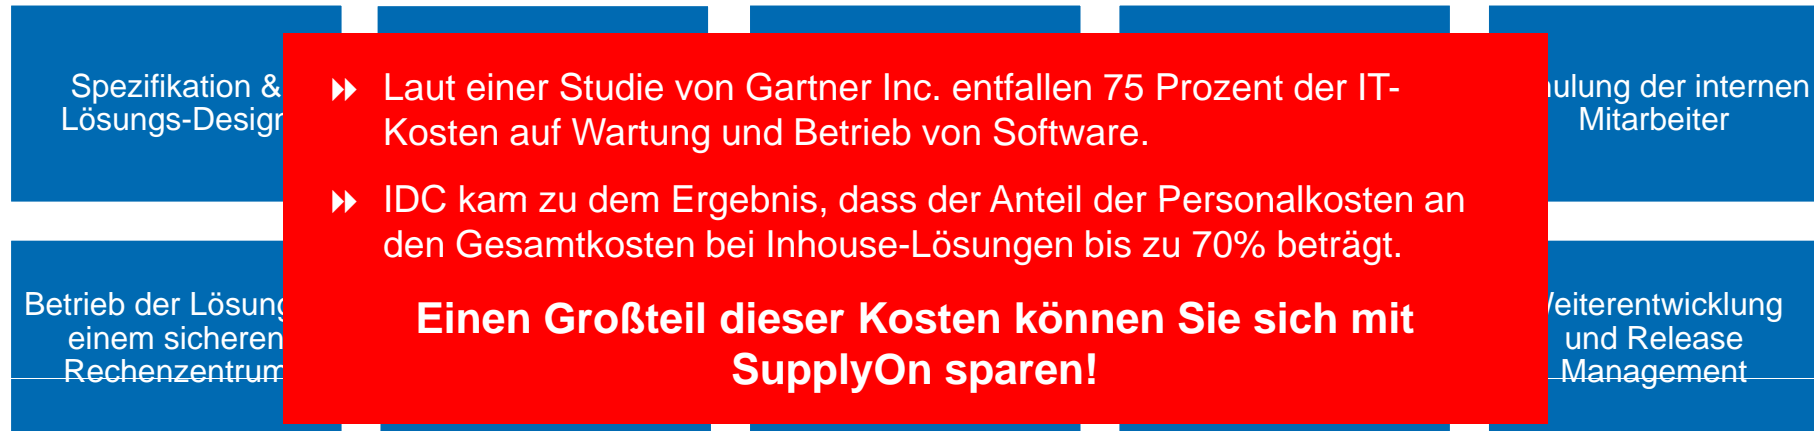 Spezifikation &
Lösungs-Design
Laut einer Studie von Gartner Inc. entfallen 75 Prozent der IT-
Kosten auf Wartung und Betrieb von Software.
IDC kam zu dem Ergebnis, dass der Anteil der Personalkosten an
den Gesamtkosten bei Inhouse-Lösungen bis zu 70% beträgt.
Einen Großteil dieser Kosten können Sie sich mit
SupplyOn sparen!
hulung der internen
Mitarbeiter
Betrieb der Lösung
einem sicheren
Rechenzentrum
eiterentwicklung
und Release
Management